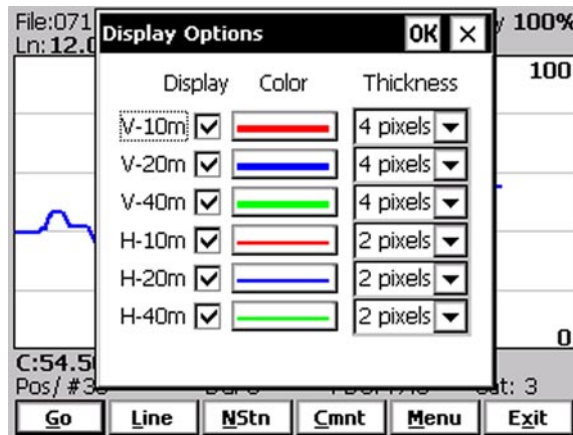 File:071 y 100%
Ln: 12.0
Display Options OK ×
100
Display Color Thickness
V-10m 4 pixels
V-20m 4 pixels
V-40m 4 pixels
H-10m 2 pixels
H-20m 2 pixels
H-40m 2 pixels
0
C:54.5
Pos/ #3 : 3
Go Line NStn Cmnt Menu Exit